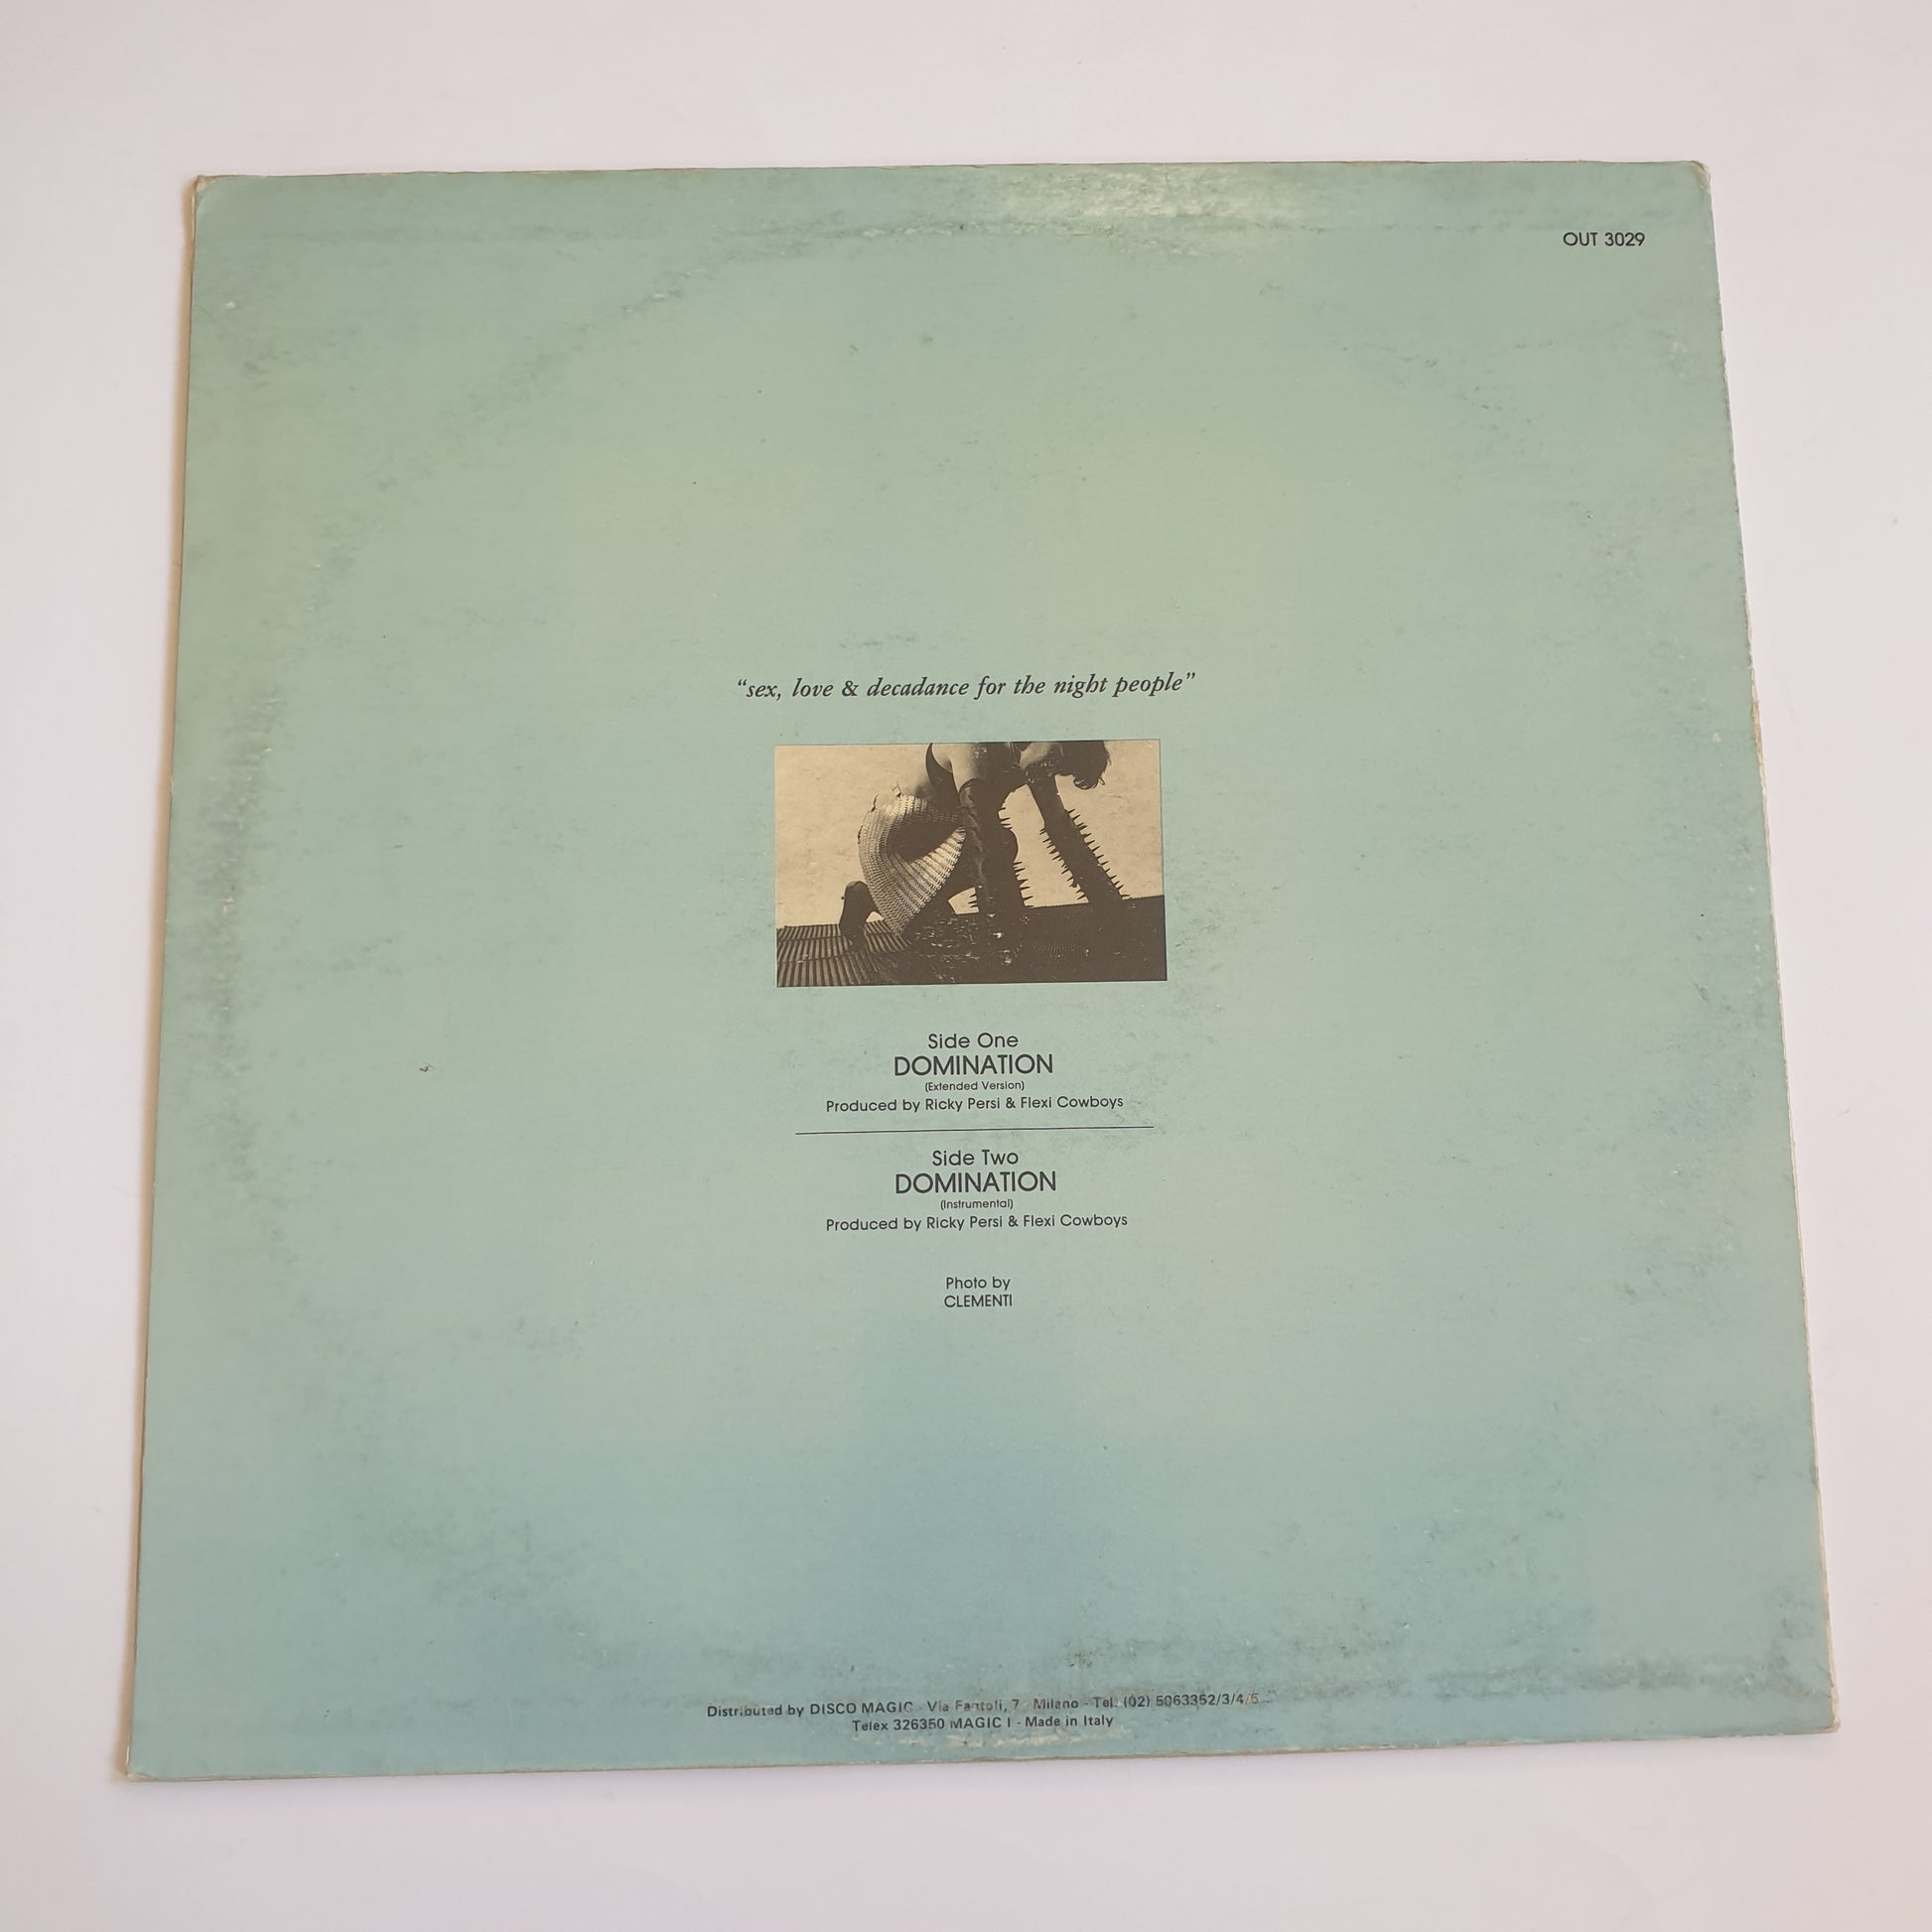 OUT 3029
“sex, love & decadance for the night people”
Side One
DOMINATION
(Extended Version)
Produced by Ricky Persi & Flexi Cowboys
Side Two
DOMINATION
(Instrumental)
Produced by Ricky Persi & Flexi Cowboys
Photo by
CLEMENTI
Distributed by DISCO MAGIC - Via Fantoli, 7 - Milano - Tel. (02) 5063352/3/4/5
Telex 326350 MAGIC I - Made in Italy